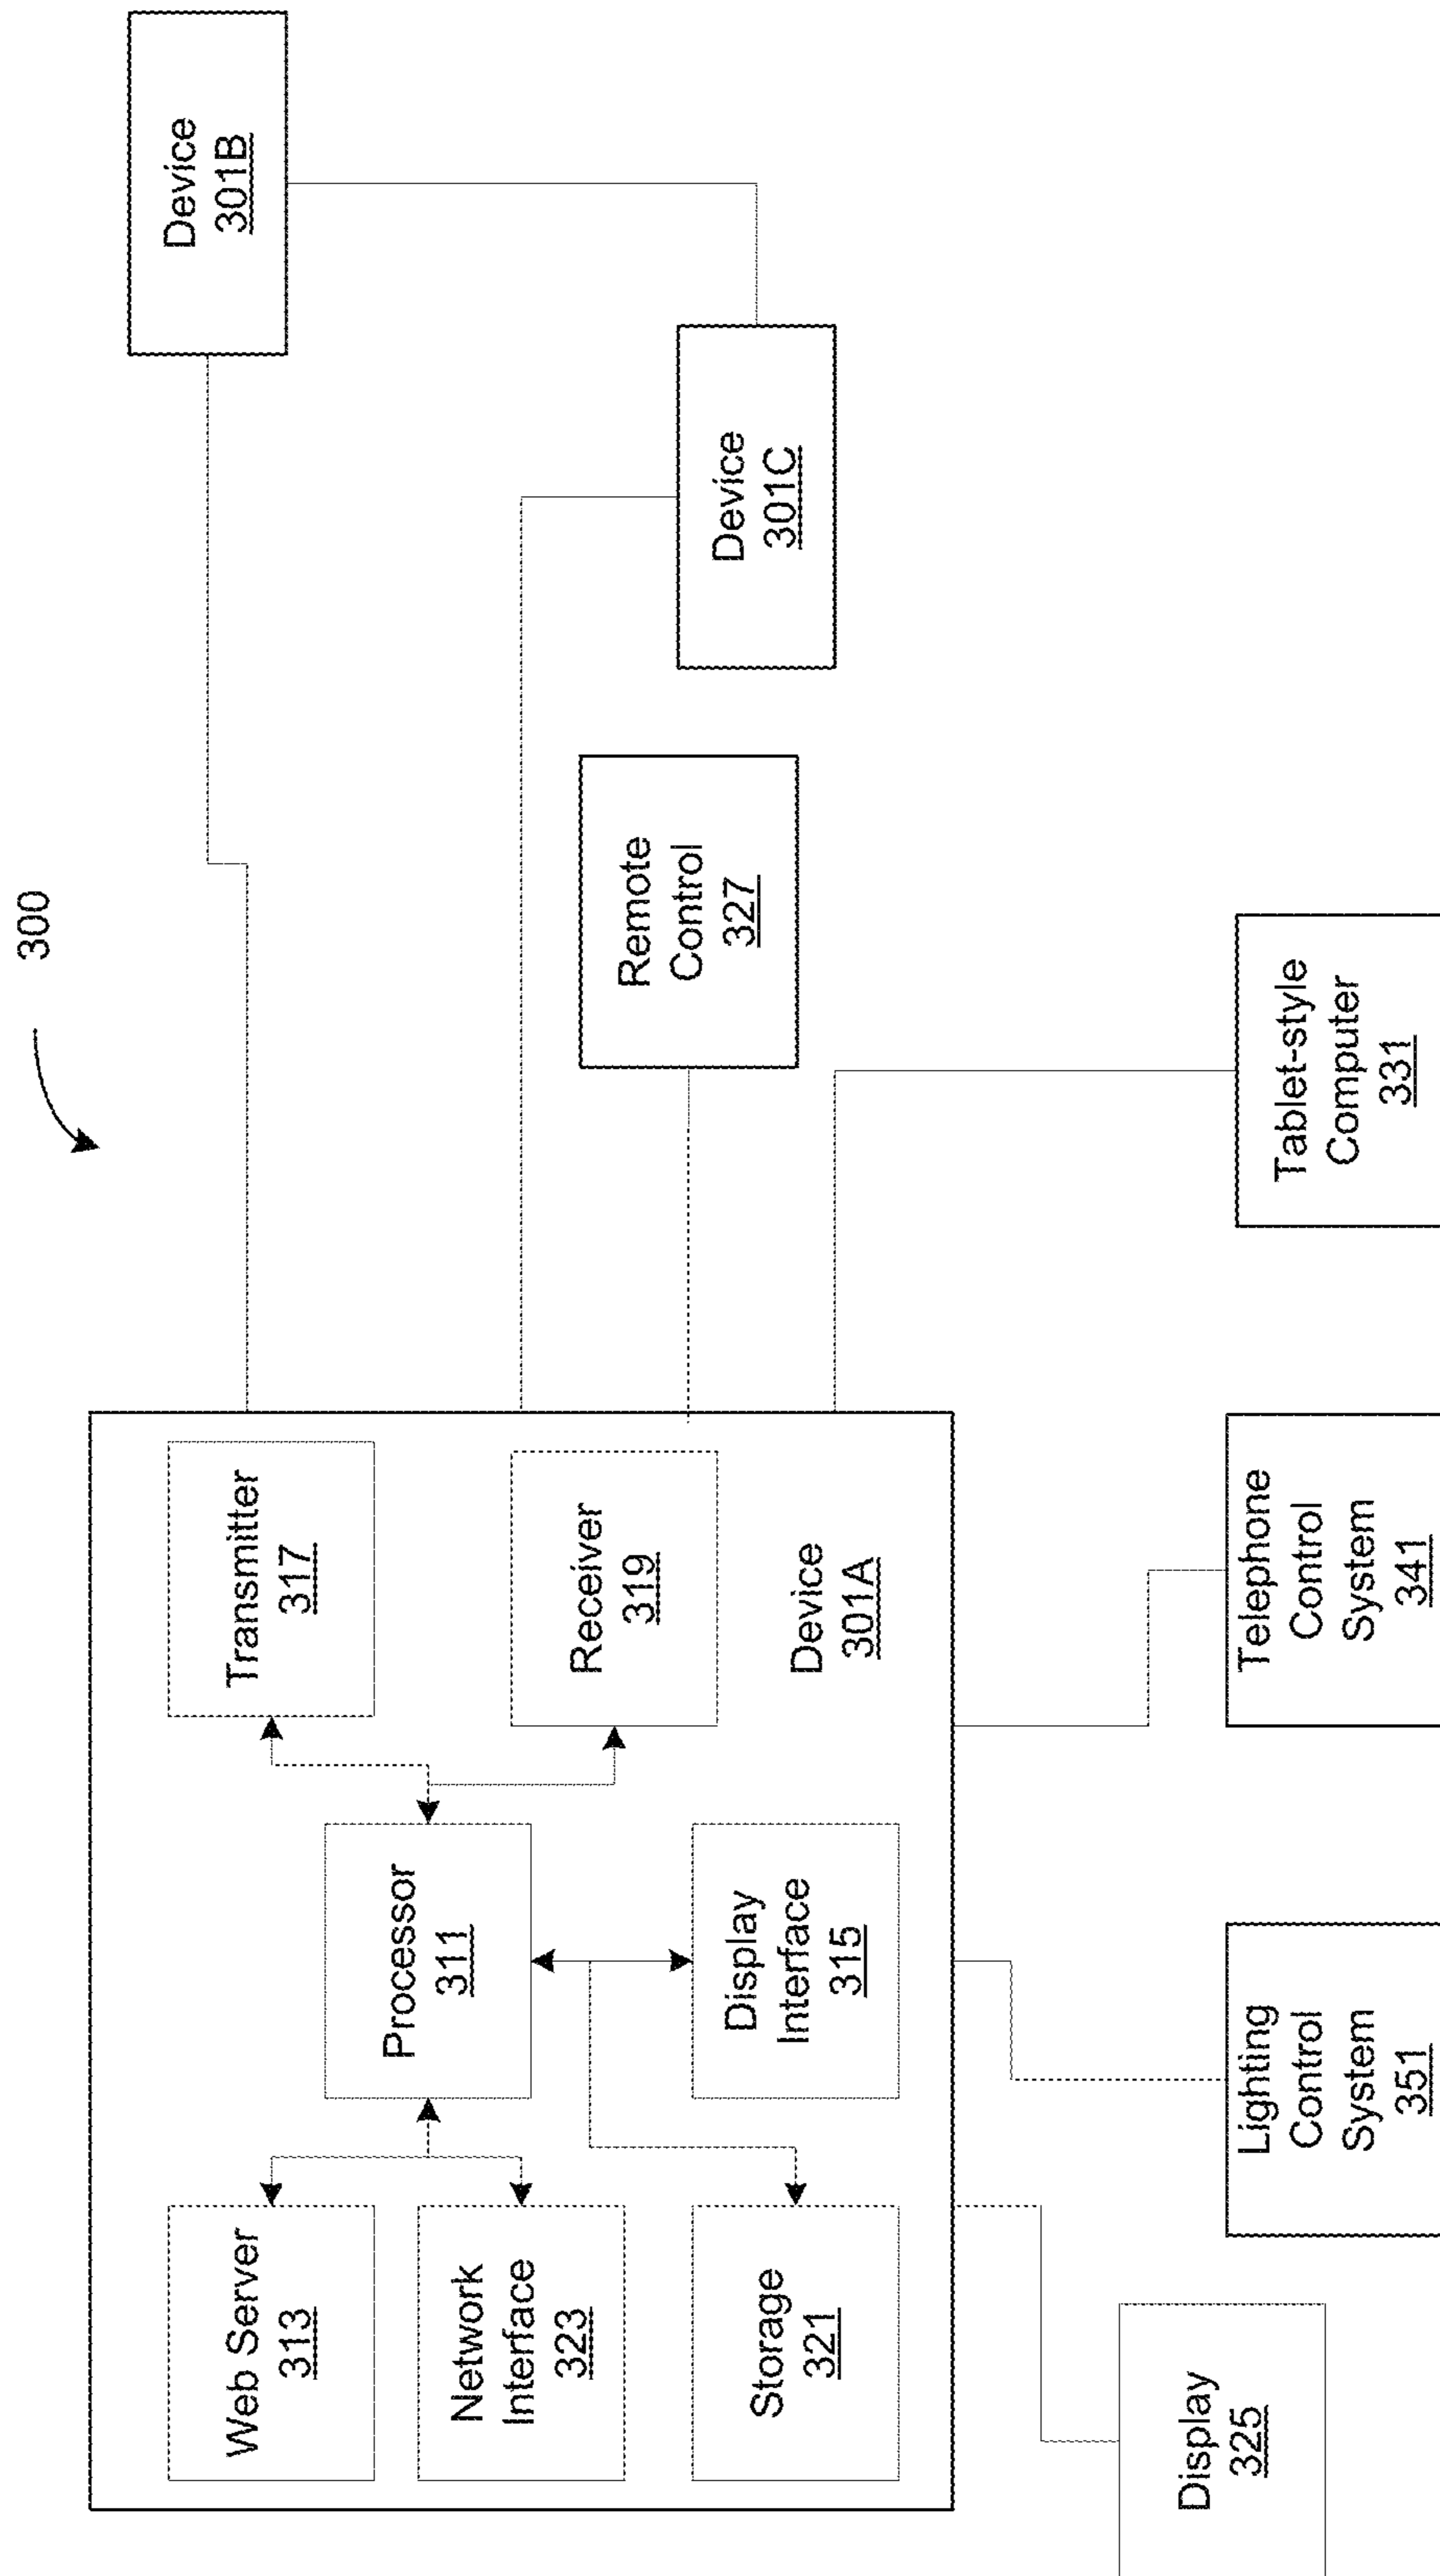 300
Web Server
313
Network
Interface
323
Storage
321
Processor
311
Display
Interface
315
Transmitter
317
Receiver
319
Device
301A
Device
301B
Device
301C
Remote
Control
327
Display
325
Lighting
Control
System
351
Telephone
Control
System
341
Tablet-style
Computer
331